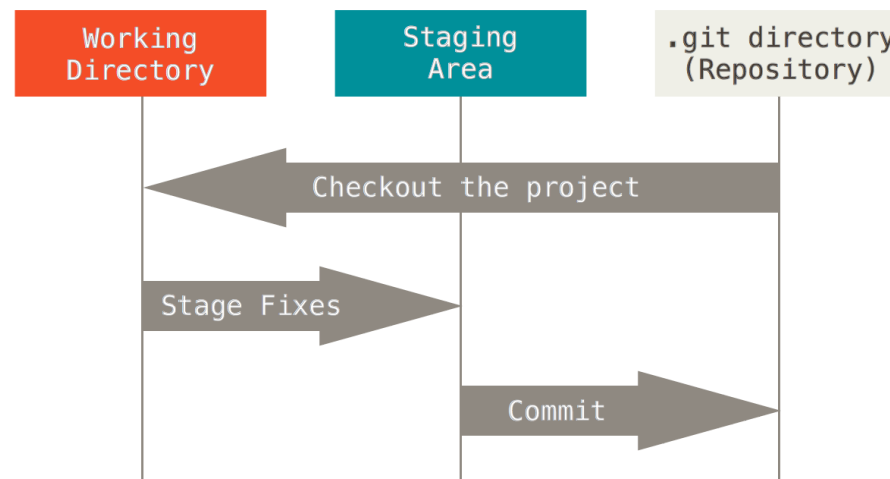 Working
Directory
Staging
Area
.git directory
(Repository)
Checkout the project
Stage Fixes
Commit